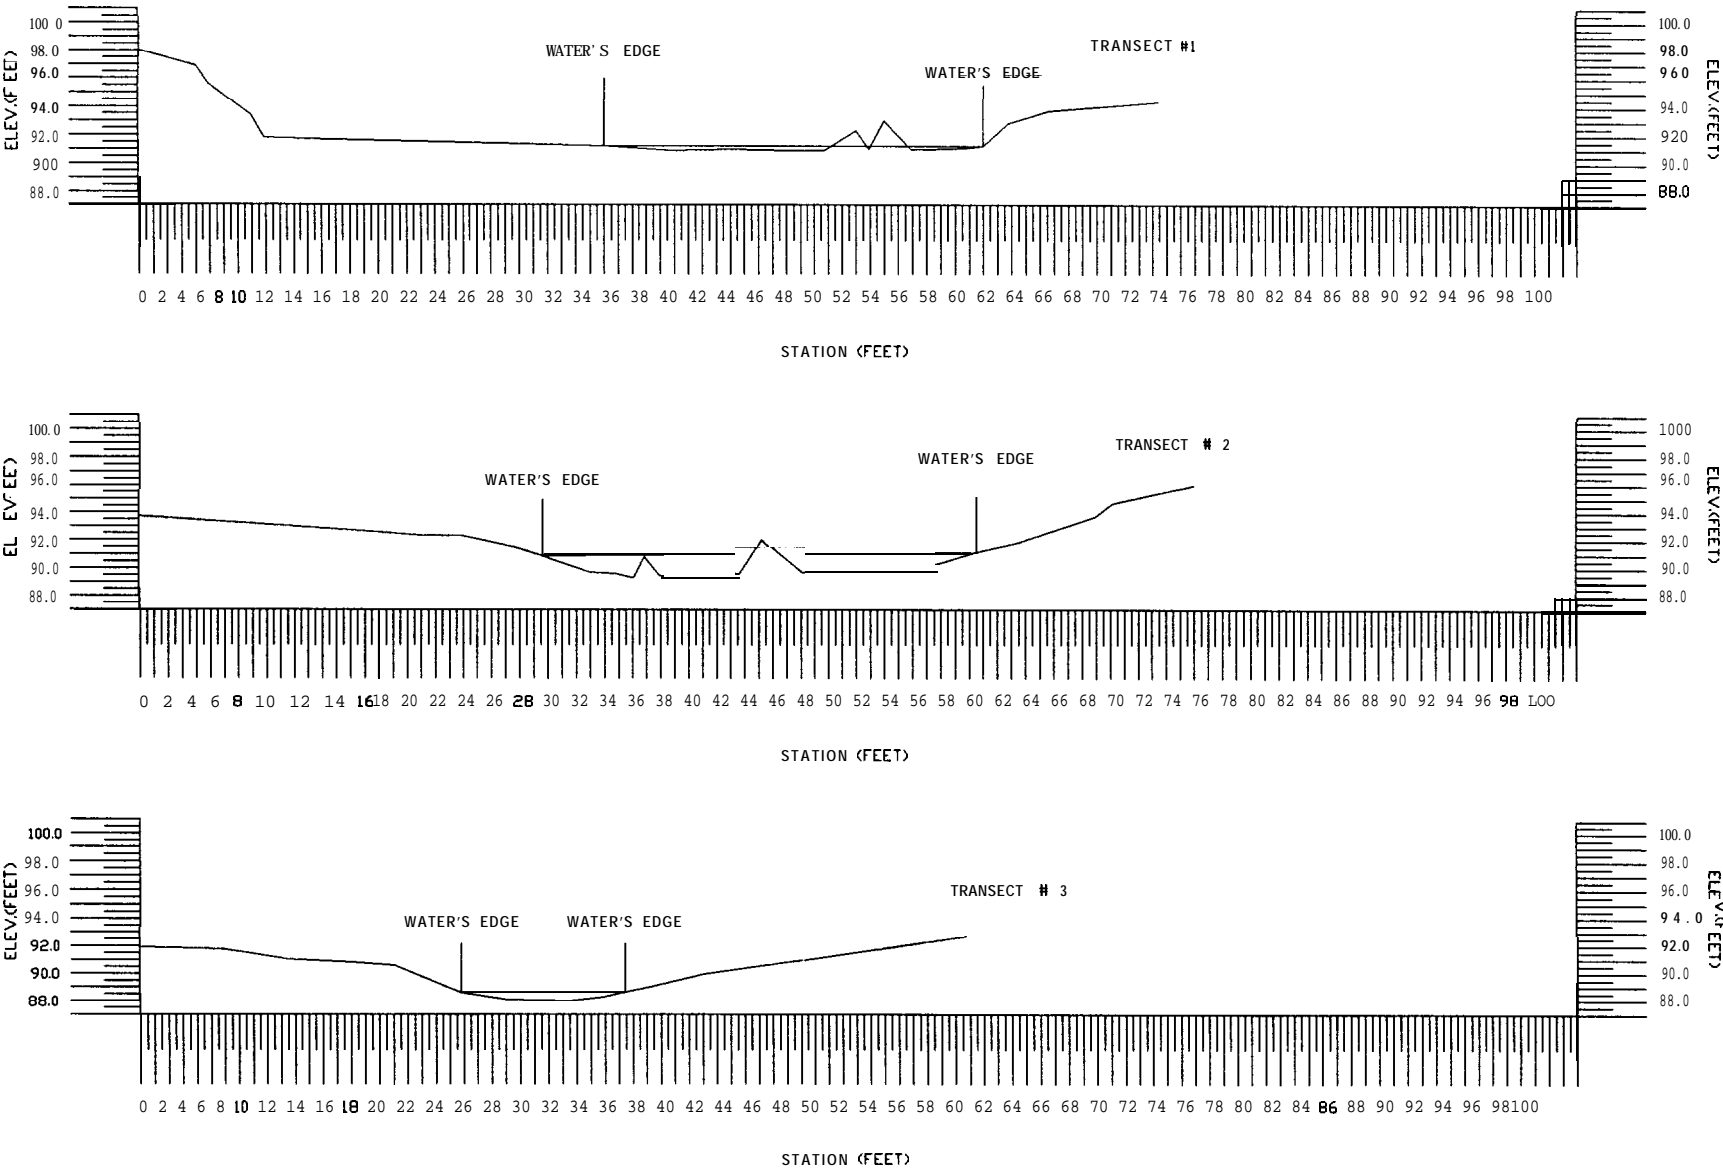 TRANSECT #1
WATER'S EDGE
WATER'S EDGE
100 0
98.0
96.0
94.0
92.0
900
88.0
ELEV.(F EET)
100.0
98.0
960
94.0
920
90.0
88.0
ELEV.(FEET)
0 2 4 6 8 10 12 14 16 18 20 22 24 26 28 30 32 34 36 38 40 42 44 46 48 50 52 54 56 58 60 62 64 66 68 70 72 74 76 78 80 82 84 86 88 90 92 94 96 98 100
STATION (FEET)
TRANSECT # 2
WATER'S EDGE
WATER'S EDGE
100.0
98.0
96.0
94.0
92.0
90.0
88.0
1000
98.0
96.0
94.0
92.0
90.0
88.0
ELEV.(FEET)
0 2 4 6 8 10 12 14 1618 20 22 24 26 28 30 32 34 36 38 40 42 44 46 48 50 52 54 56 58 60 62 64 66 68 70 72 74 76 78 80 82 84 86 88 90 92 94 96 98 100
STATION (FEET)
TRANSECT # 3
WATER'S EDGE WATER'S EDGE
100.0
98.0
96.0
94.0
92.0
90.0
88.0
ELEV.(FEET)
100.0
98.0
96.0
94.0
92.0
90.0
88.0
ELEV.(FEET)
0 2 4 6 8 10 12 14 16 18 20 22 24 26 28 30 32 34 36 38 40 42 44 46 48 50 52 54 56 58 60 62 64 66 68 70 72 74 76 78 80 82 84 86 88 90 92 94 96 98100
STATION (FEET)